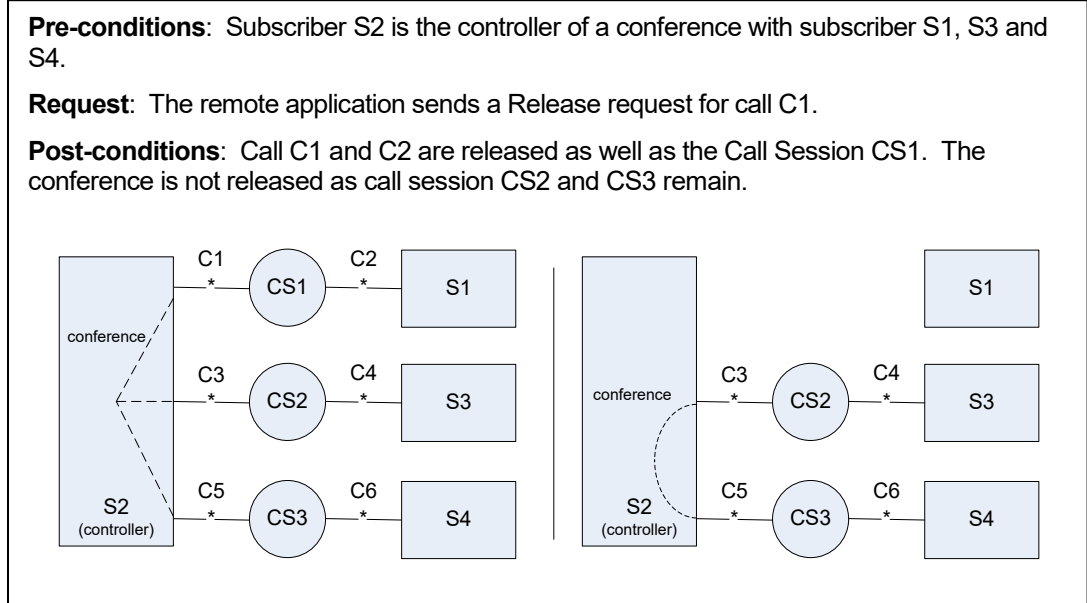 Pre-conditions: Subscriber S2 is the controller of a conference with subscriber S1, S3 and
S4.
Request: The remote application sends a Release request for call C1.
Post-conditions: Call C1 and C2 are released as well as the Call Session CS1. The
conference is not released as call session CS2 and CS3 remain.
C1
*
CS1
C2
*
S1
conference
C3
*
CS2
C4
*
S3
C5
*
CS3
C6
*
S4
S2
(controller)
S1
conference
C3
*
CS2
C4
*
S3
C5
*
CS3
C6
*
S4
S2
(controller)